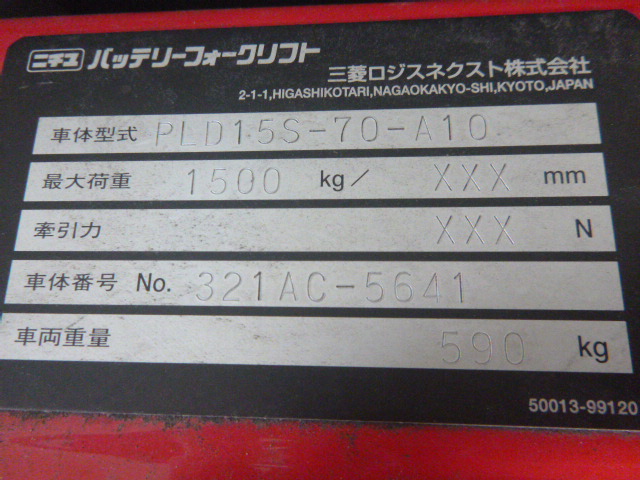 ニチユ バッテリーフォークリフト
三菱ロジスネクスト株式会社
2-1-1,HIGASHIKOTARI,NAGAOKAKYO-SHI,KYOTO,JAPAN
車体型式 PLD15S-70-A10
最大荷重 1500 kg/ XXX mm
牽引力 XXX N
車体番号 No. 321AC-5641
車両重量 590 kg
50013-99120